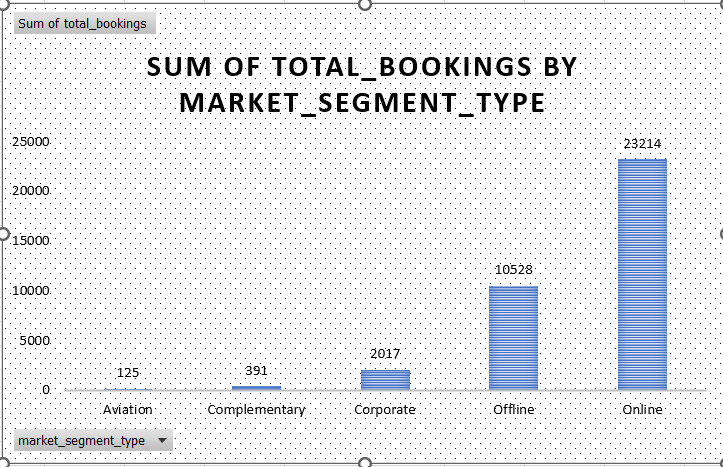 Sum of total_bookings
SUM OF TOTAL_BOOKINGS BY
MARKET_SEGMENT_TYPE
25000
20000
15000
10000
5000
0
125
391
2017
10528
23214
Aviation
Complementary
Corporate
Offline
Online
market_segment_type